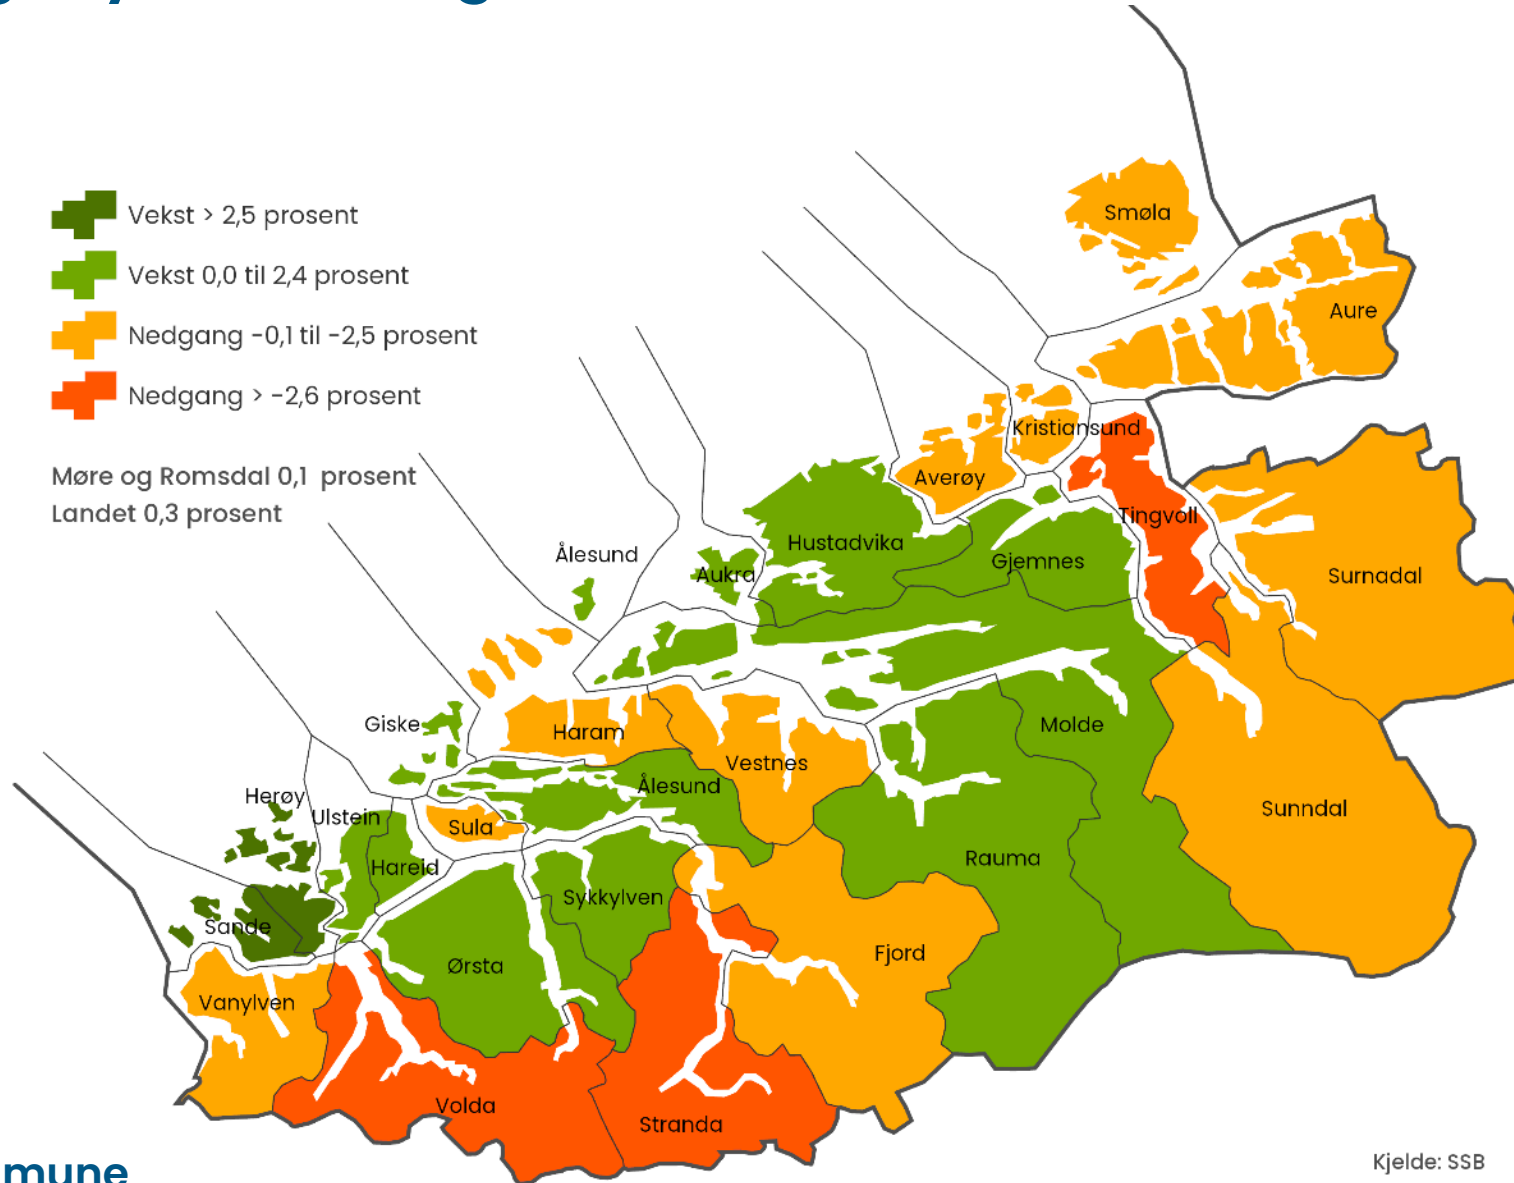 Vekst > 2,5 prosent
Vekst 0,0 til 2,4 prosent
Nedgang -0,1 til -2,5 prosent
Nedgang > -2,6 prosent
Møre og Romsdal 0,1 prosent
Landet 0,3 prosent
Smøla
Aure
Kristiansund
Averøy
Tingvoll
Hustadvika
Ålesund
Aukra
Gjemnes
Surnadal
Giske
Haram
Molde
Vestnes
Ålesund
Herøy
Ulstein
Sula
Sunndal
Hareid
Rauma
Sykkylven
Sande
Fjord
Ørsta
Vanylven
Volda
Stranda
Kjelde: SSB
mune